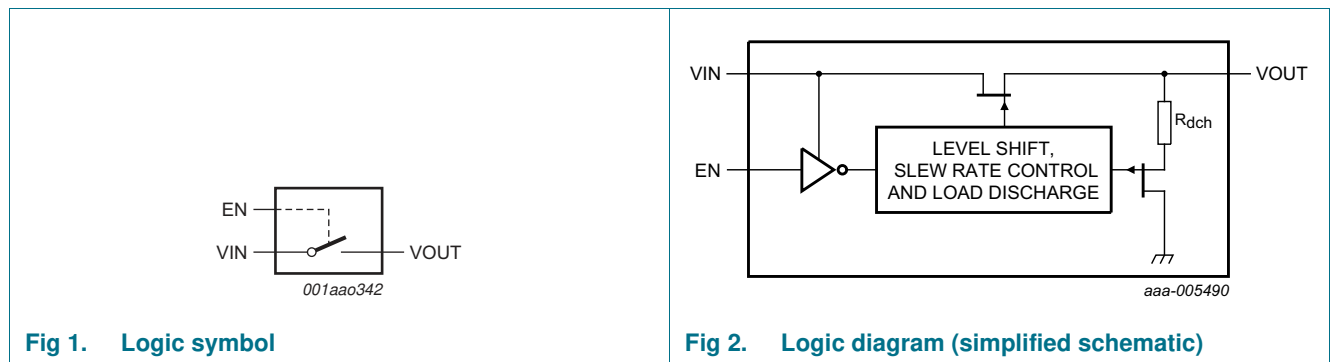 EN
VIN
VOUT
001aao342
Fig 1. Logic symbol
VIN
VOUT
Rdch
EN
LEVEL SHIFT,
SLEW RATE CONTROL
AND LOAD DISCHARGE
aaa-005490
Fig 2. Logic diagram (simplified schematic)